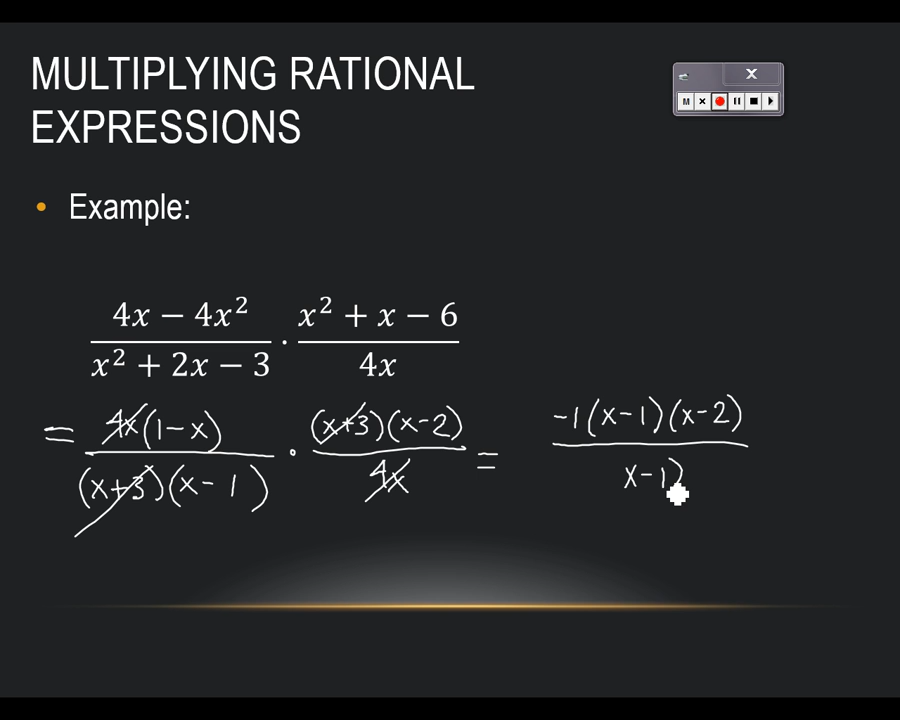 MULTIPLYING RATIONAL
EXPRESSIONS
• Example:
M X
4x − 4x² / x² + 2x − 3 · x² + x − 6 / 4x
= 4x(1-x) / (x+3)(x-1) · (x+3)(x-2) / 4x = -1(x-1)(x-2) / x-1)